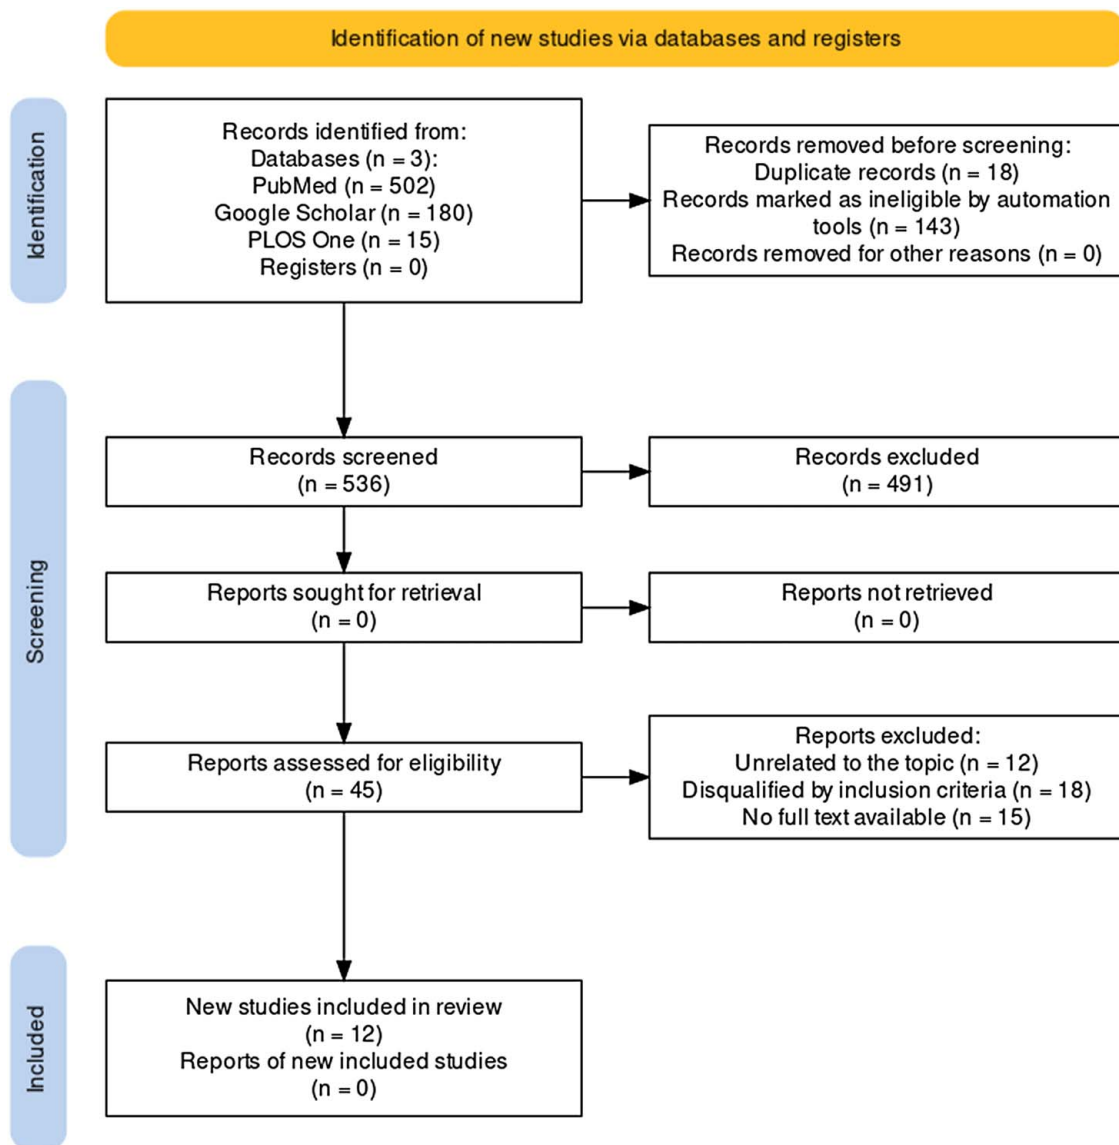 Identification of new studies via databases and registers
Identification
Records identified from:
Databases (n = 3):
PubMed (n = 502)
Google Scholar (n = 180)
PLOS One (n = 15)
Registers (n = 0)
Records removed before screening:
Duplicate records (n = 18)
Records marked as ineligible by automation
tools (n = 143)
Records removed for other reasons (n = 0)
Screening
Records screened
(n = 536)
Records excluded
(n = 491)
Reports sought for retrieval
(n = 0)
Reports not retrieved
(n = 0)
Reports assessed for eligibility
(n = 45)
Reports excluded:
Unrelated to the topic (n = 12)
Disqualified by inclusion criteria (n = 18)
No full text available (n = 15)
Included
New studies included in review
(n = 12)
Reports of new included studies
(n = 0)